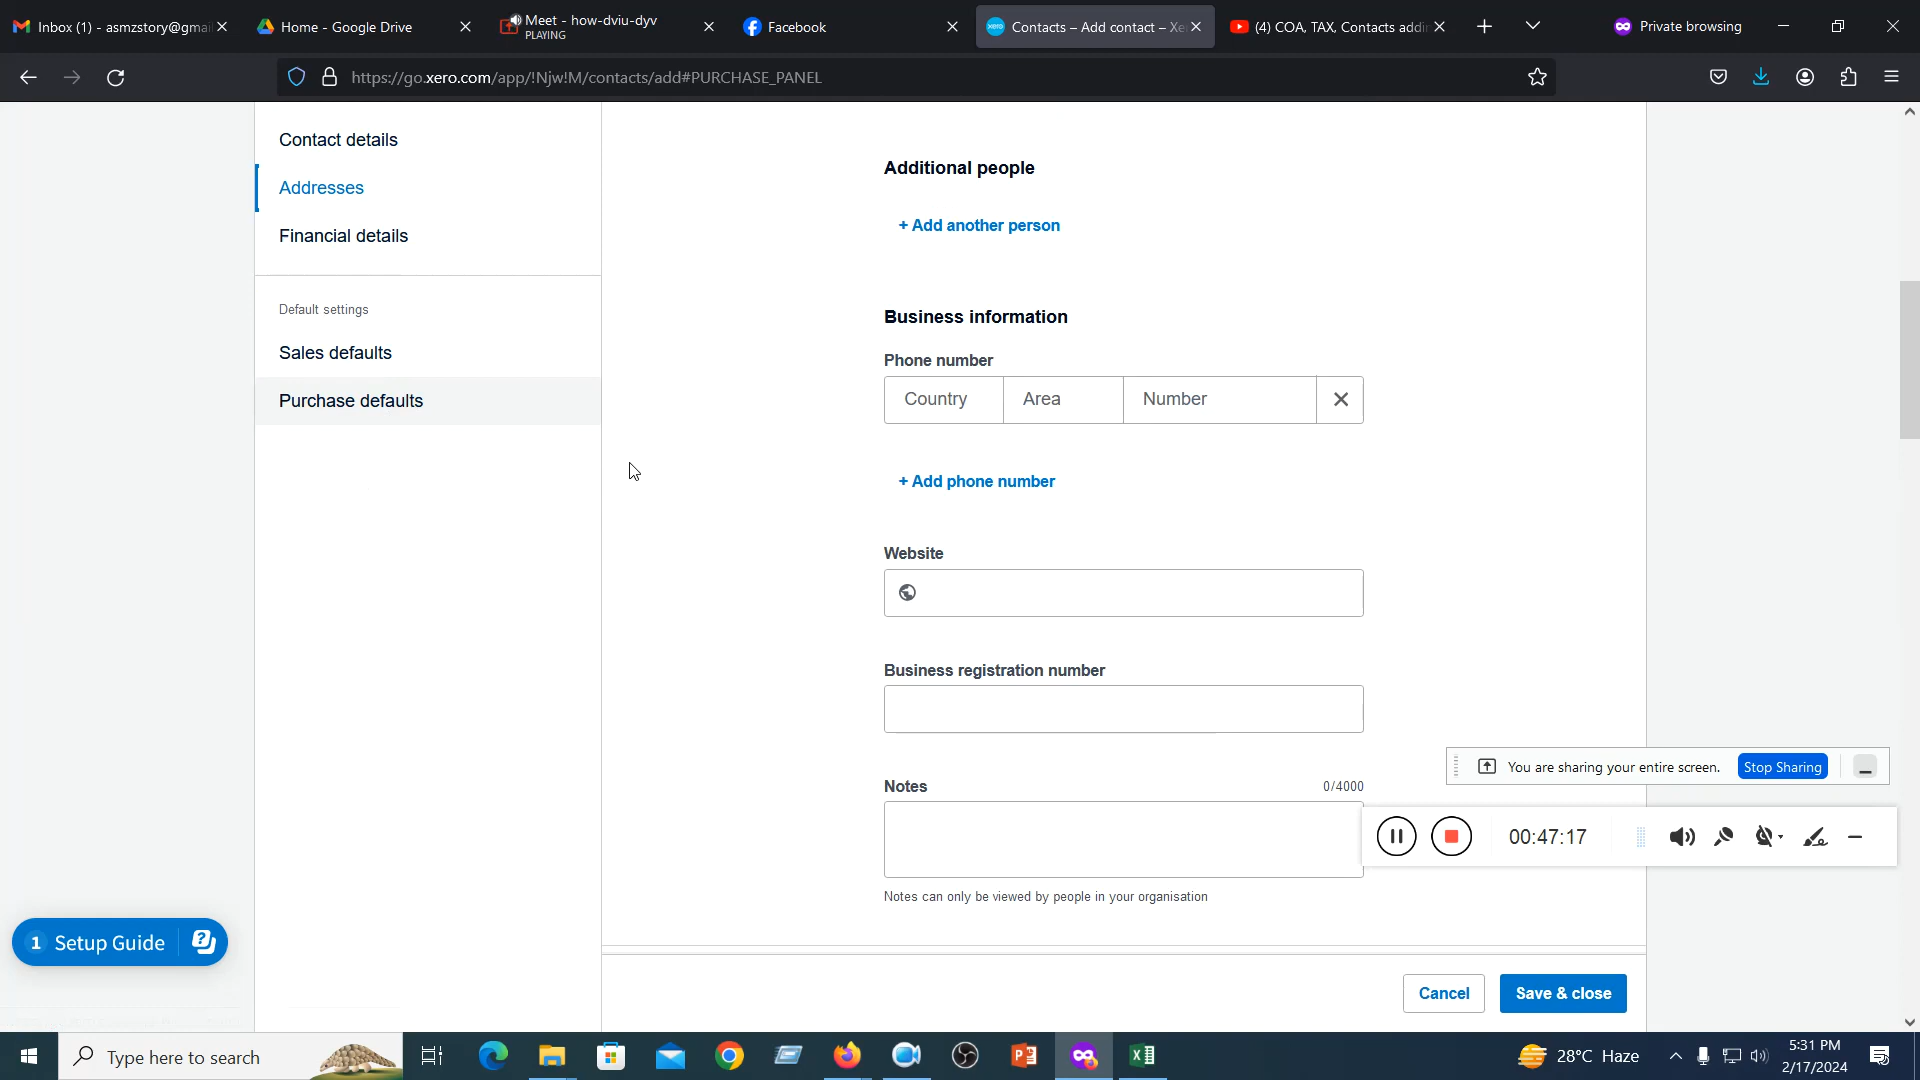 Inbox (1) - asmzstory@gmai
Home - Google Drive
Meet - how-dviu-dyv
PLAYING
Facebook
Contacts – Add contact – Xe
(4) COA, TAX, Contacts addi
Private browsing
https://go.xero.com/app/!Njw!M/contacts/add#PURCHASE_PANEL
Contact details
Addresses
Financial details
Default settings
Sales defaults
Purchase defaults
Additional people
+ Add another person
Business information
Phone number
Country
Area
Number
+ Add phone number
Website
Business registration number
Notes
0/4000
Notes can only be viewed by people in your organisation
You are sharing your entire screen.
Stop Sharing
00:47:17
1 Setup Guide
Cancel
Save & close
Type here to search
28°C Haze
5:31 PM
2/17/2024